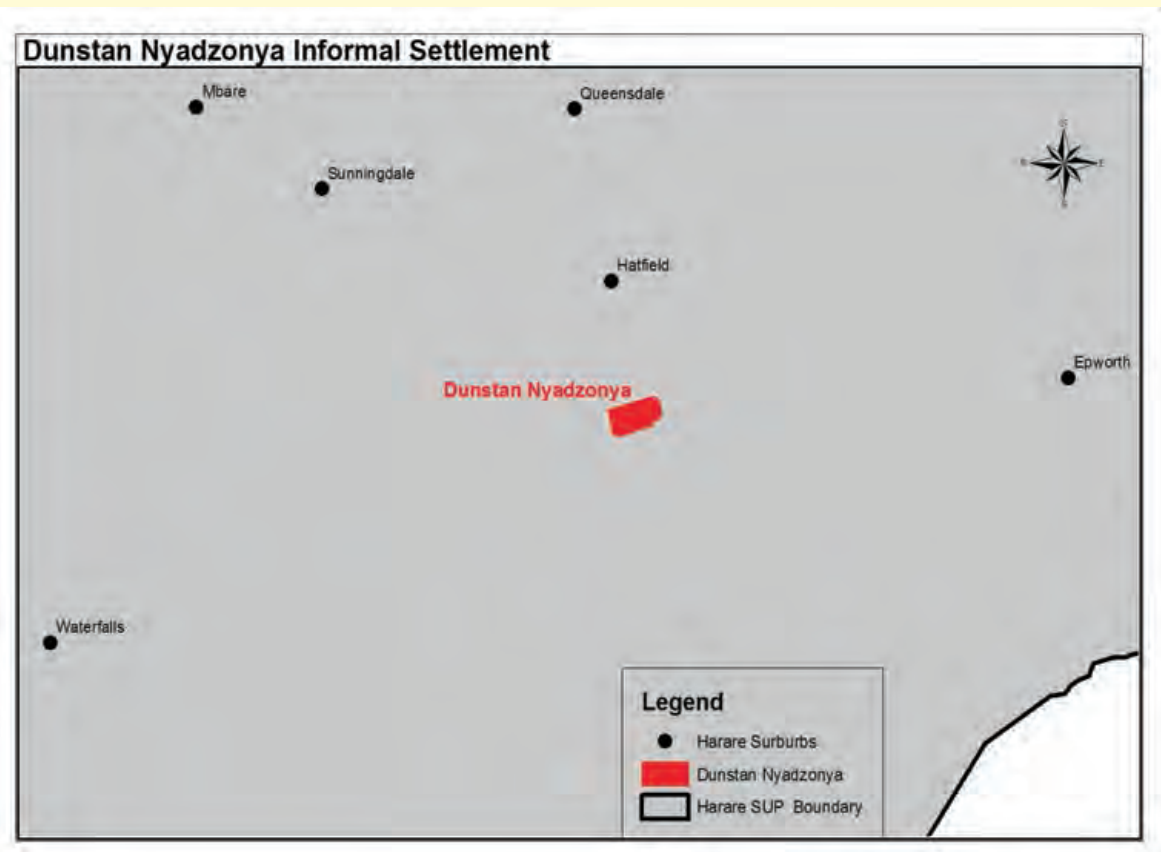 Dunstan Nyadzonya Informal Settlement
Mbare
Queensdale
Sunningdale
Hatfield
Epworth
Dunstan Nyadzonya
Waterfalls
Legend
Harare Surburbs
Dunstan Nyadzonya
Harare SUP Boundary